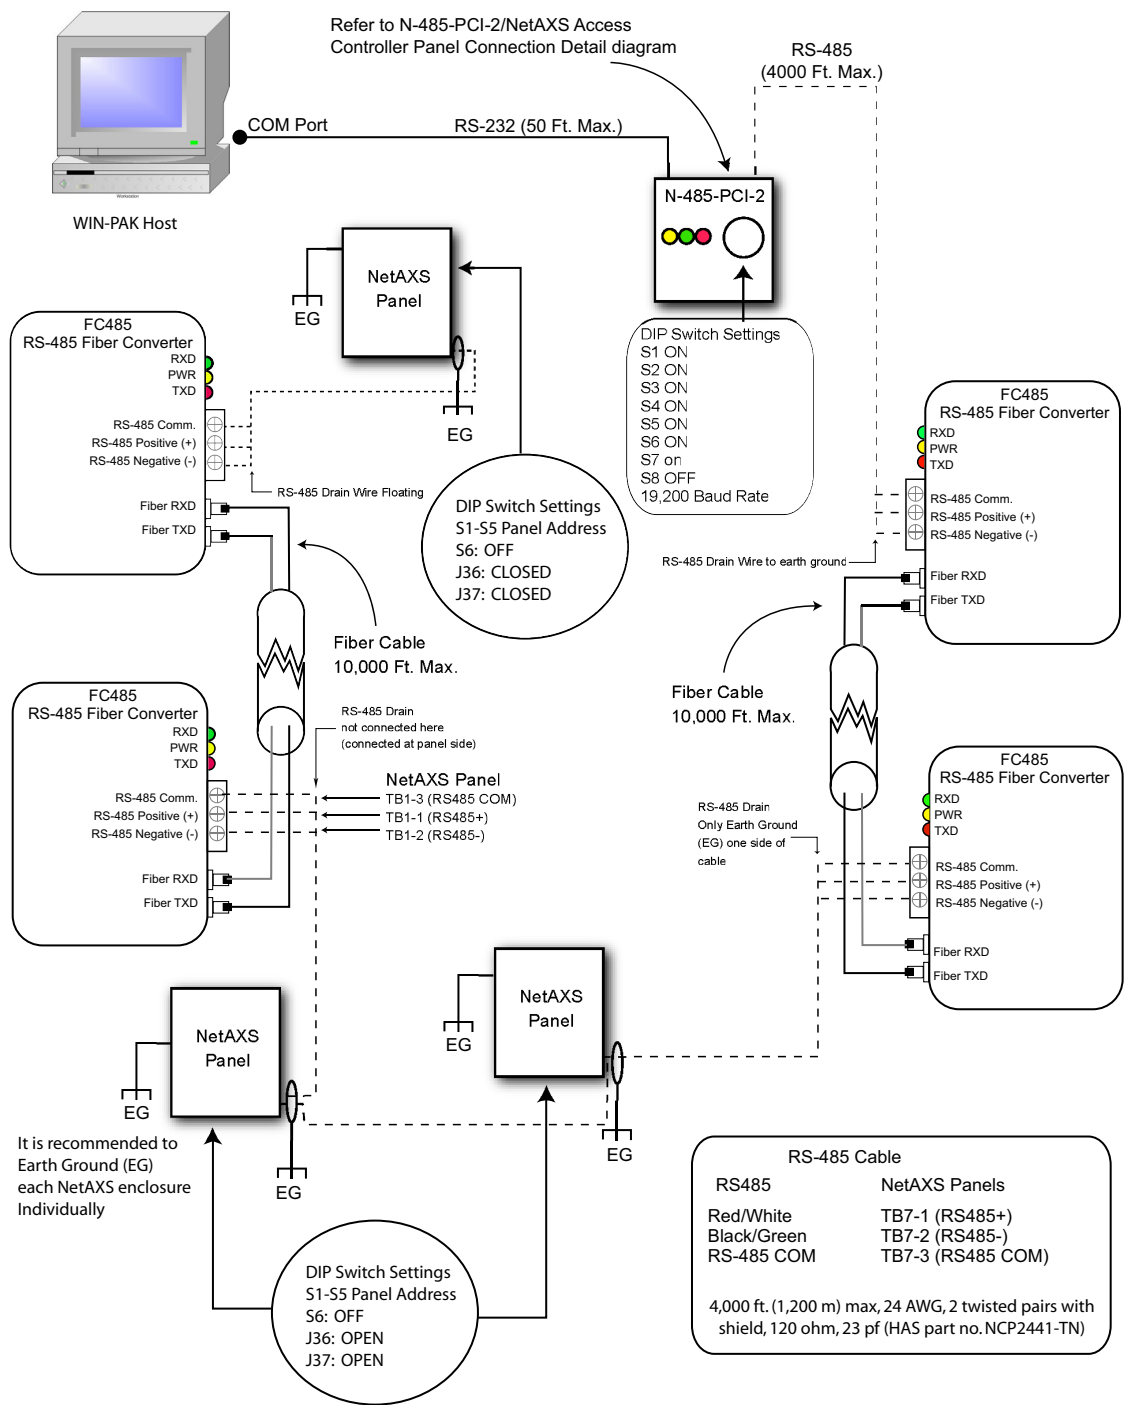 Refer to N-485-PCI-2/NetAXS Access
Controller Panel Connection Detail diagram
RS-485
(4000 Ft. Max.)
COM Port
RS-232 (50 Ft. Max.)
Workstation
WIN-PAK Host
N-485-PCI-2
NetAXS
Panel
EG
EG
DIP Switch Settings
S1 ON
S2 ON
S3 ON
S4 ON
S5 ON
S6 ON
S7 on
S8 OFF
19,200 Baud Rate
FC485
RS-485 Fiber Converter
RXD
PWR
TXD
RS-485 Comm.
RS-485 Positive (+)
RS-485 Negative (-)
Fiber RXD
Fiber TXD
RS-485 Drain Wire Floating
DIP Switch Settings
S1-S5 Panel Address
S6: OFF
J36: CLOSED
J37: CLOSED
FC485
RS-485 Fiber Converter
RXD
PWR
TXD
RS-485 Comm.
RS-485 Positive (+)
RS-485 Negative (-)
Fiber RXD
Fiber TXD
RS-485 Drain Wire to earth ground
Fiber Cable
10,000 Ft. Max.
Fiber Cable
10,000 Ft. Max.
FC485
RS-485 Fiber Converter
RXD
PWR
TXD
RS-485 Comm.
RS-485 Positive (+)
RS-485 Negative (-)
Fiber RXD
Fiber TXD
RS-485 Drain
not connected here
(connected at panel side)
NetAXS Panel
TB1-3 (RS485 COM)
TB1-1 (RS485+)
TB1-2 (RS485-)
RS-485 Drain
Only Earth Ground
(EG) one side of
cable
FC485
RS-485 Fiber Converter
RXD
PWR
TXD
RS-485 Comm.
RS-485 Positive (+)
RS-485 Negative (-)
Fiber RXD
Fiber TXD
NetAXS
Panel
EG
EG
NetAXS
Panel
EG
EG
It is recommended to
Earth Ground (EG)
each NetAXS enclosure
Individually
DIP Switch Settings
S1-S5 Panel Address
S6: OFF
J36: OPEN
J37: OPEN
RS-485 Cable
RS485 NetAXS Panels
Red/White TB7-1 (RS485+)
Black/Green TB7-2 (RS485-)
RS-485 COM TB7-3 (RS485 COM)
4,000 ft. (1,200 m) max, 24 AWG, 2 twisted pairs with
shield, 120 ohm, 23 pf (HAS part no. NCP2441-TN)